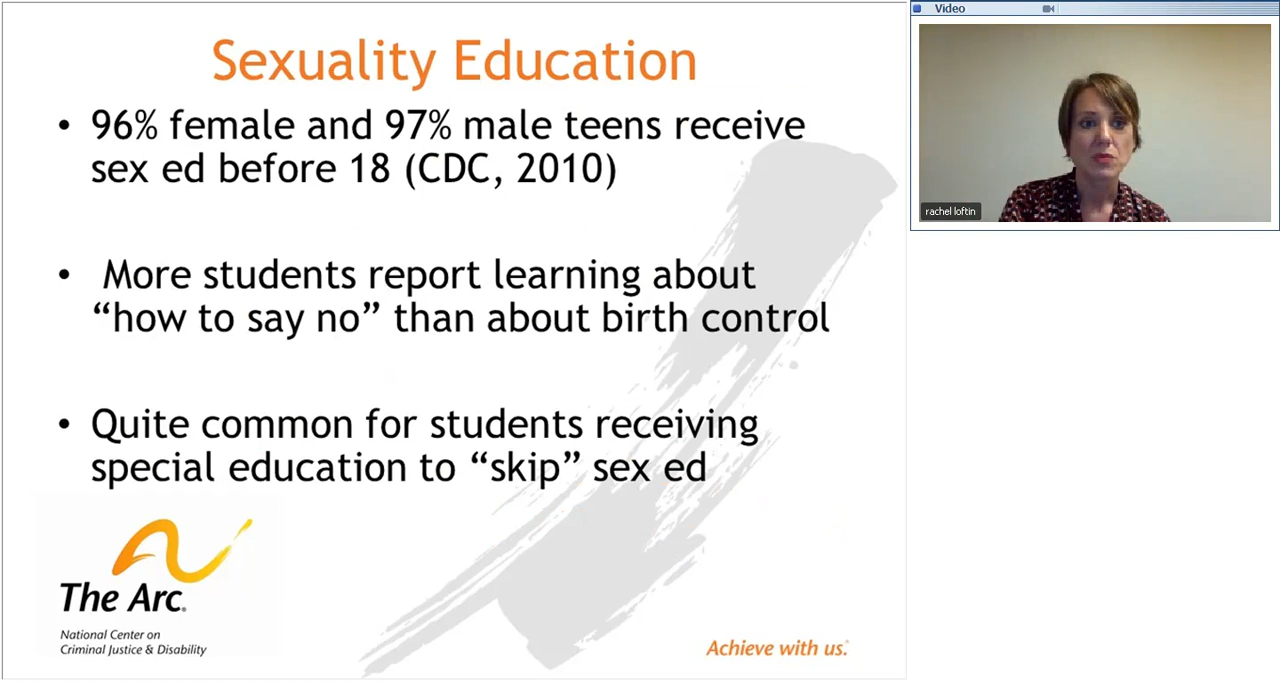 Sexuality Education
• 96% female and 97% male teens receive
sex ed before 18 (CDC, 2010)
• More students report learning about
“how to say no” than about birth control
• Quite common for students receiving
special education to “skip” sex ed
The Arc®
National Center on
Criminal Justice & Disability
Achieve with us.®
Video
rachel loftin